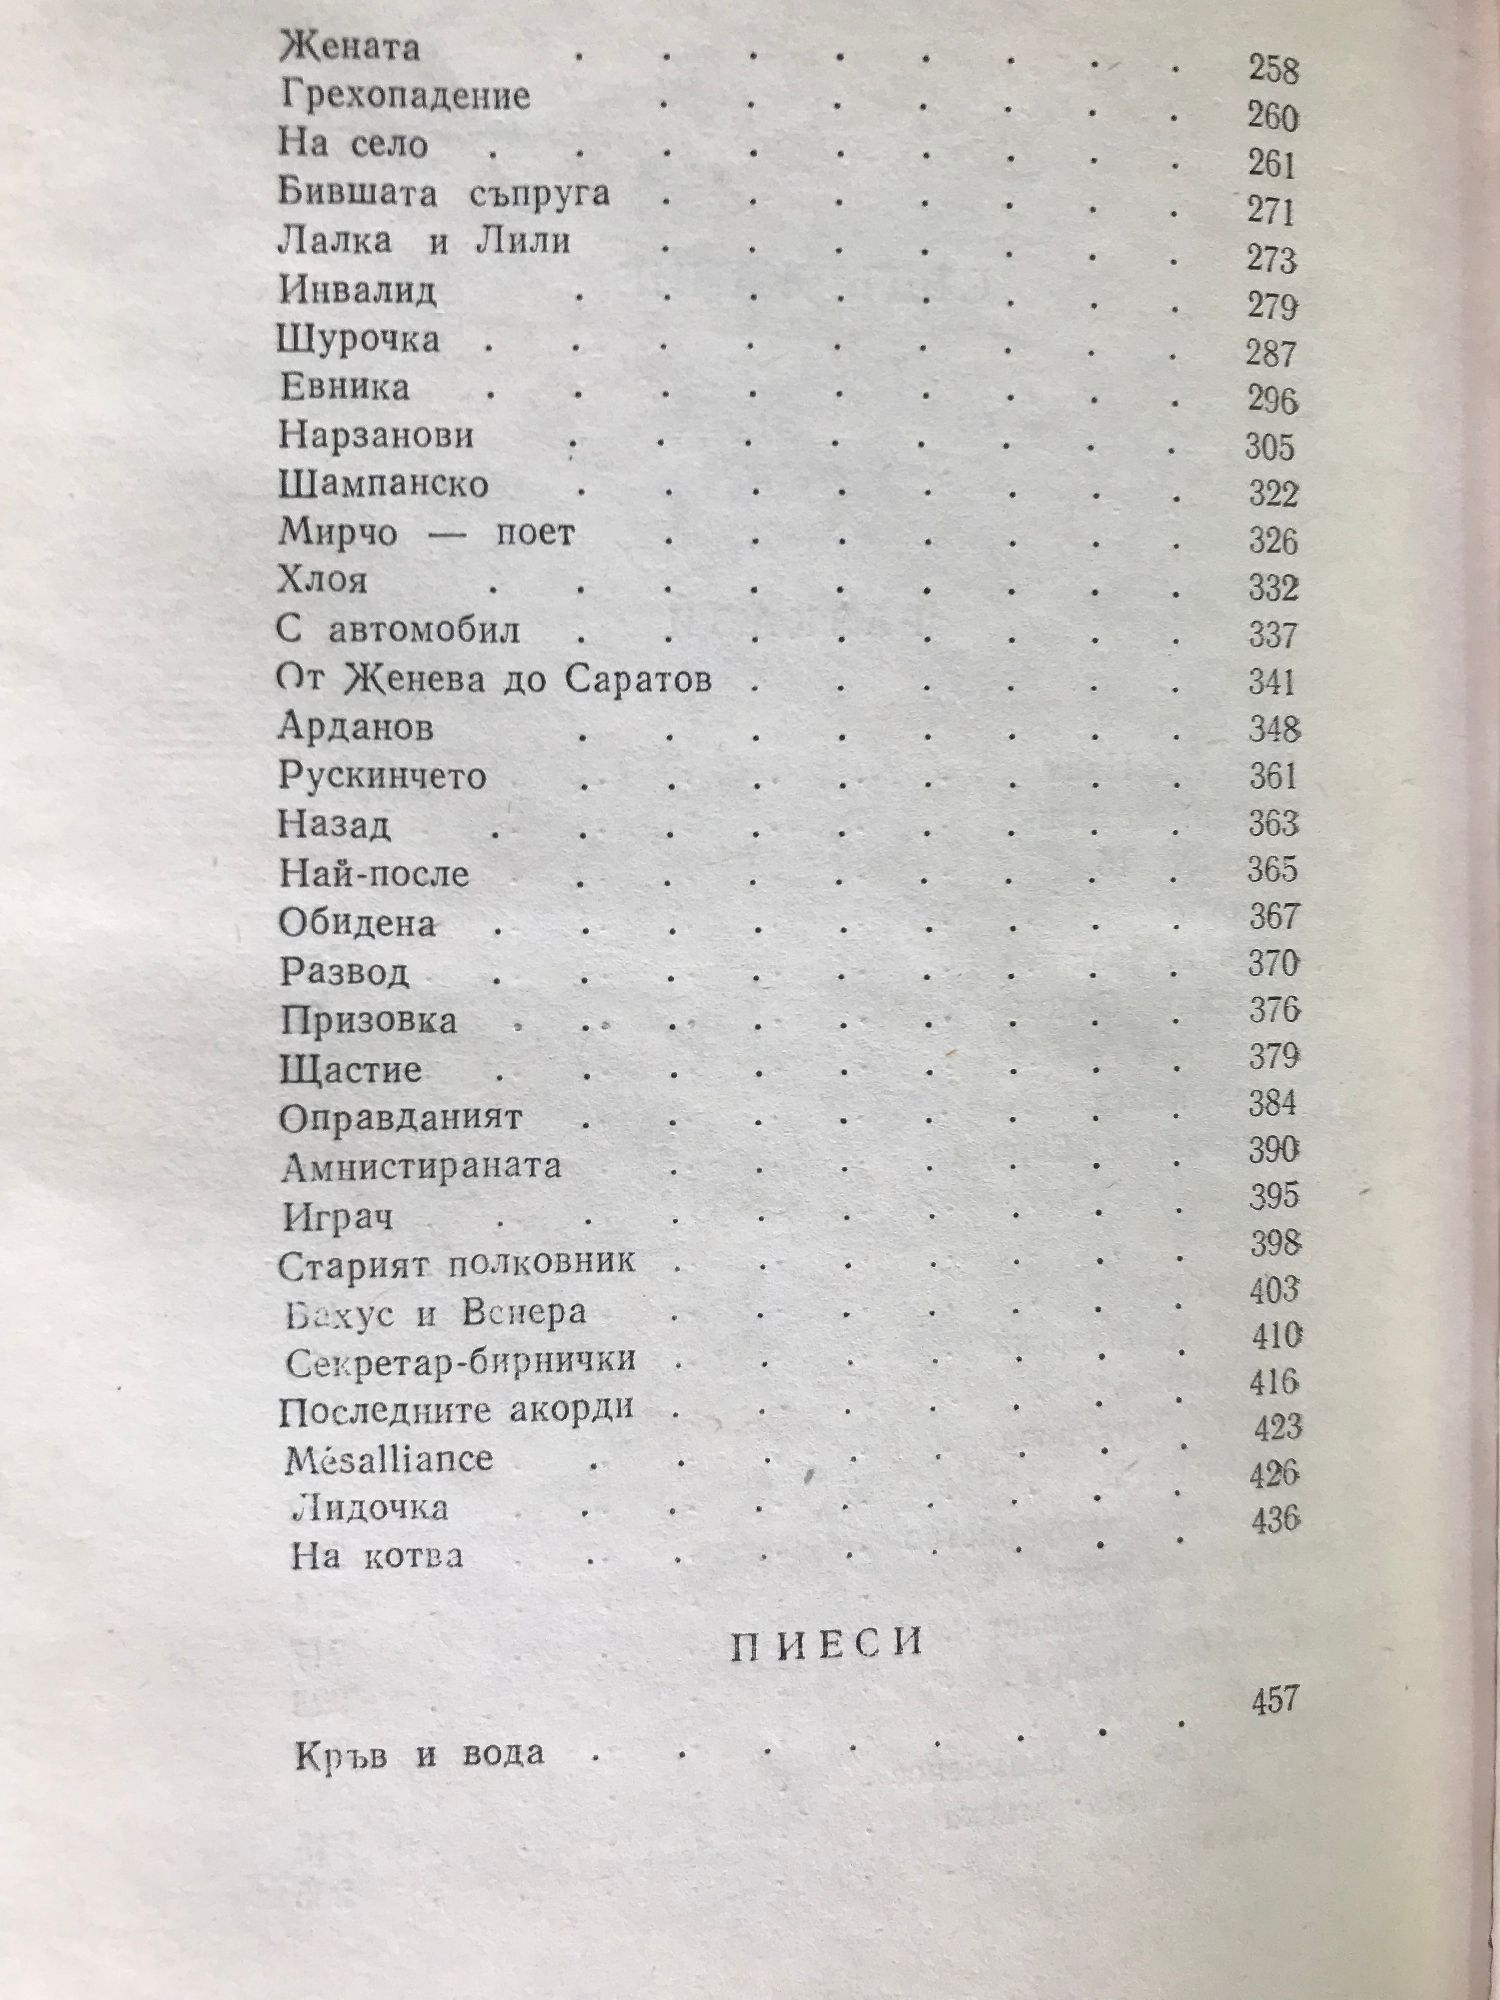 Жената . . . . . . . . 258
Грехопадение . . . . . . . 260
На село . . . . . . . . . 261
Бившата съпруга . . . . . . . 271
Лалка и Лили . . . . . . . 273
Инвалид . . . . . . . . 279
Шурочка . . . . . . . . . 287
Евника . . . . . . . . . 296
Нарзанови . . . . . . . . 305
Шампанско . . . . . . . . 322
Мирчо — поет . . . . . . . 326
Хлоя . . . . . . . . . 332
С автомобил . . . . . . . . 337
От Женева до Саратов . . . . . . 341
Арданов . . . . . . . . 348
Рускинчето . . . . . . . . 361
Назад . . . . . . . . . 363
Най-после . . . . . . . . 365
Обидена . . . . . . . . . 367
Развод . . . . . . . . . 370
Призовка . . . . . . . . . 376
Щастие . . . . . . . . . 379
Оправданият . . . . . . . . 384
Амнистираната . . . . . . . 390
Играч . . . . . . . . . 395
Старият полковник . . . . . . . 398
Бахус и Венера . . . . . . . 403
Секретар-бирнички . . . . . . . 410
Последните акорди . . . . . . . 416
Mésalliance . . . . . . . . 423
Лидочка . . . . . . . . 426
На котва . . . . . . . . 436
ПИЕСИ
Кръв и вода . . . . . . . . 457